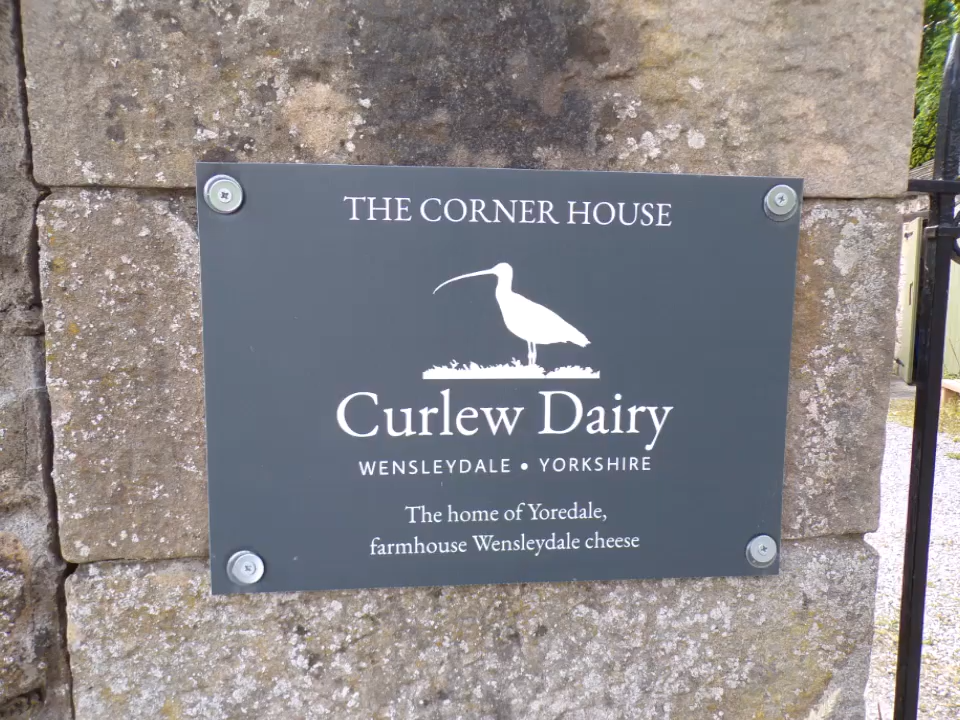 THE CORNER HOUSE
Curlew Dairy
WENSLEYDALE • YORKSHIRE
The home of Yoredale,
farmhouse Wensleydale cheese